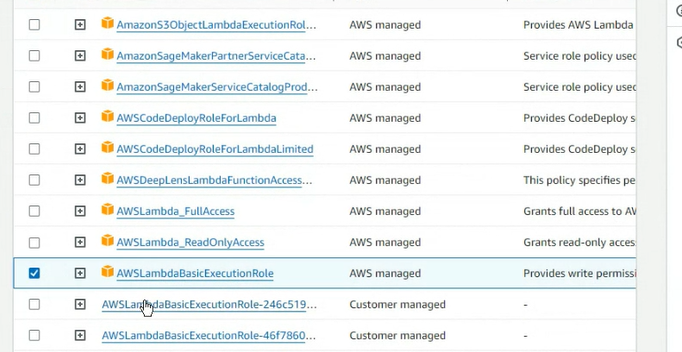 AmazonS3ObjectLambdaExecutionRol... AWS managed Provides AWS Lambda
AmazonSageMakerPartnerServiceCata... AWS managed Service role policy used
AmazonSageMakerServiceCatalogProd... AWS managed Service role policy used
AWSCodeDeployRoleForLambda AWS managed Provides CodeDeploy s
AWSCodeDeployRoleForLambdaLimited AWS managed Provides CodeDeploy s
AWSDeepLensLambdaFunctionAccess... AWS managed This policy specifies pe
AWSLambda_FullAccess AWS managed Grants full access to AW
AWSLambda_ReadOnlyAccess AWS managed Grants read-only acces
AWSLambdaBasicExecutionRole AWS managed Provides write permissi
AWSLambdaBasicExecutionRole-246c519... Customer managed -
AWSLambdaBasicExecutionRole-46f7860... Customer managed -